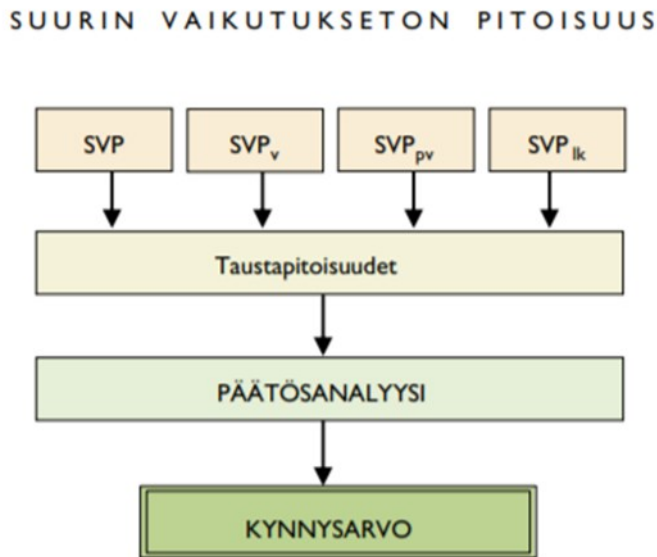 SUURIN VAIKUTUKSETON PITOISUUS
SVP SVPv SVPpv SVPlk
Taustapitoisuudet
PÄÄTÖSANALYYSI
KYNNYSARVO